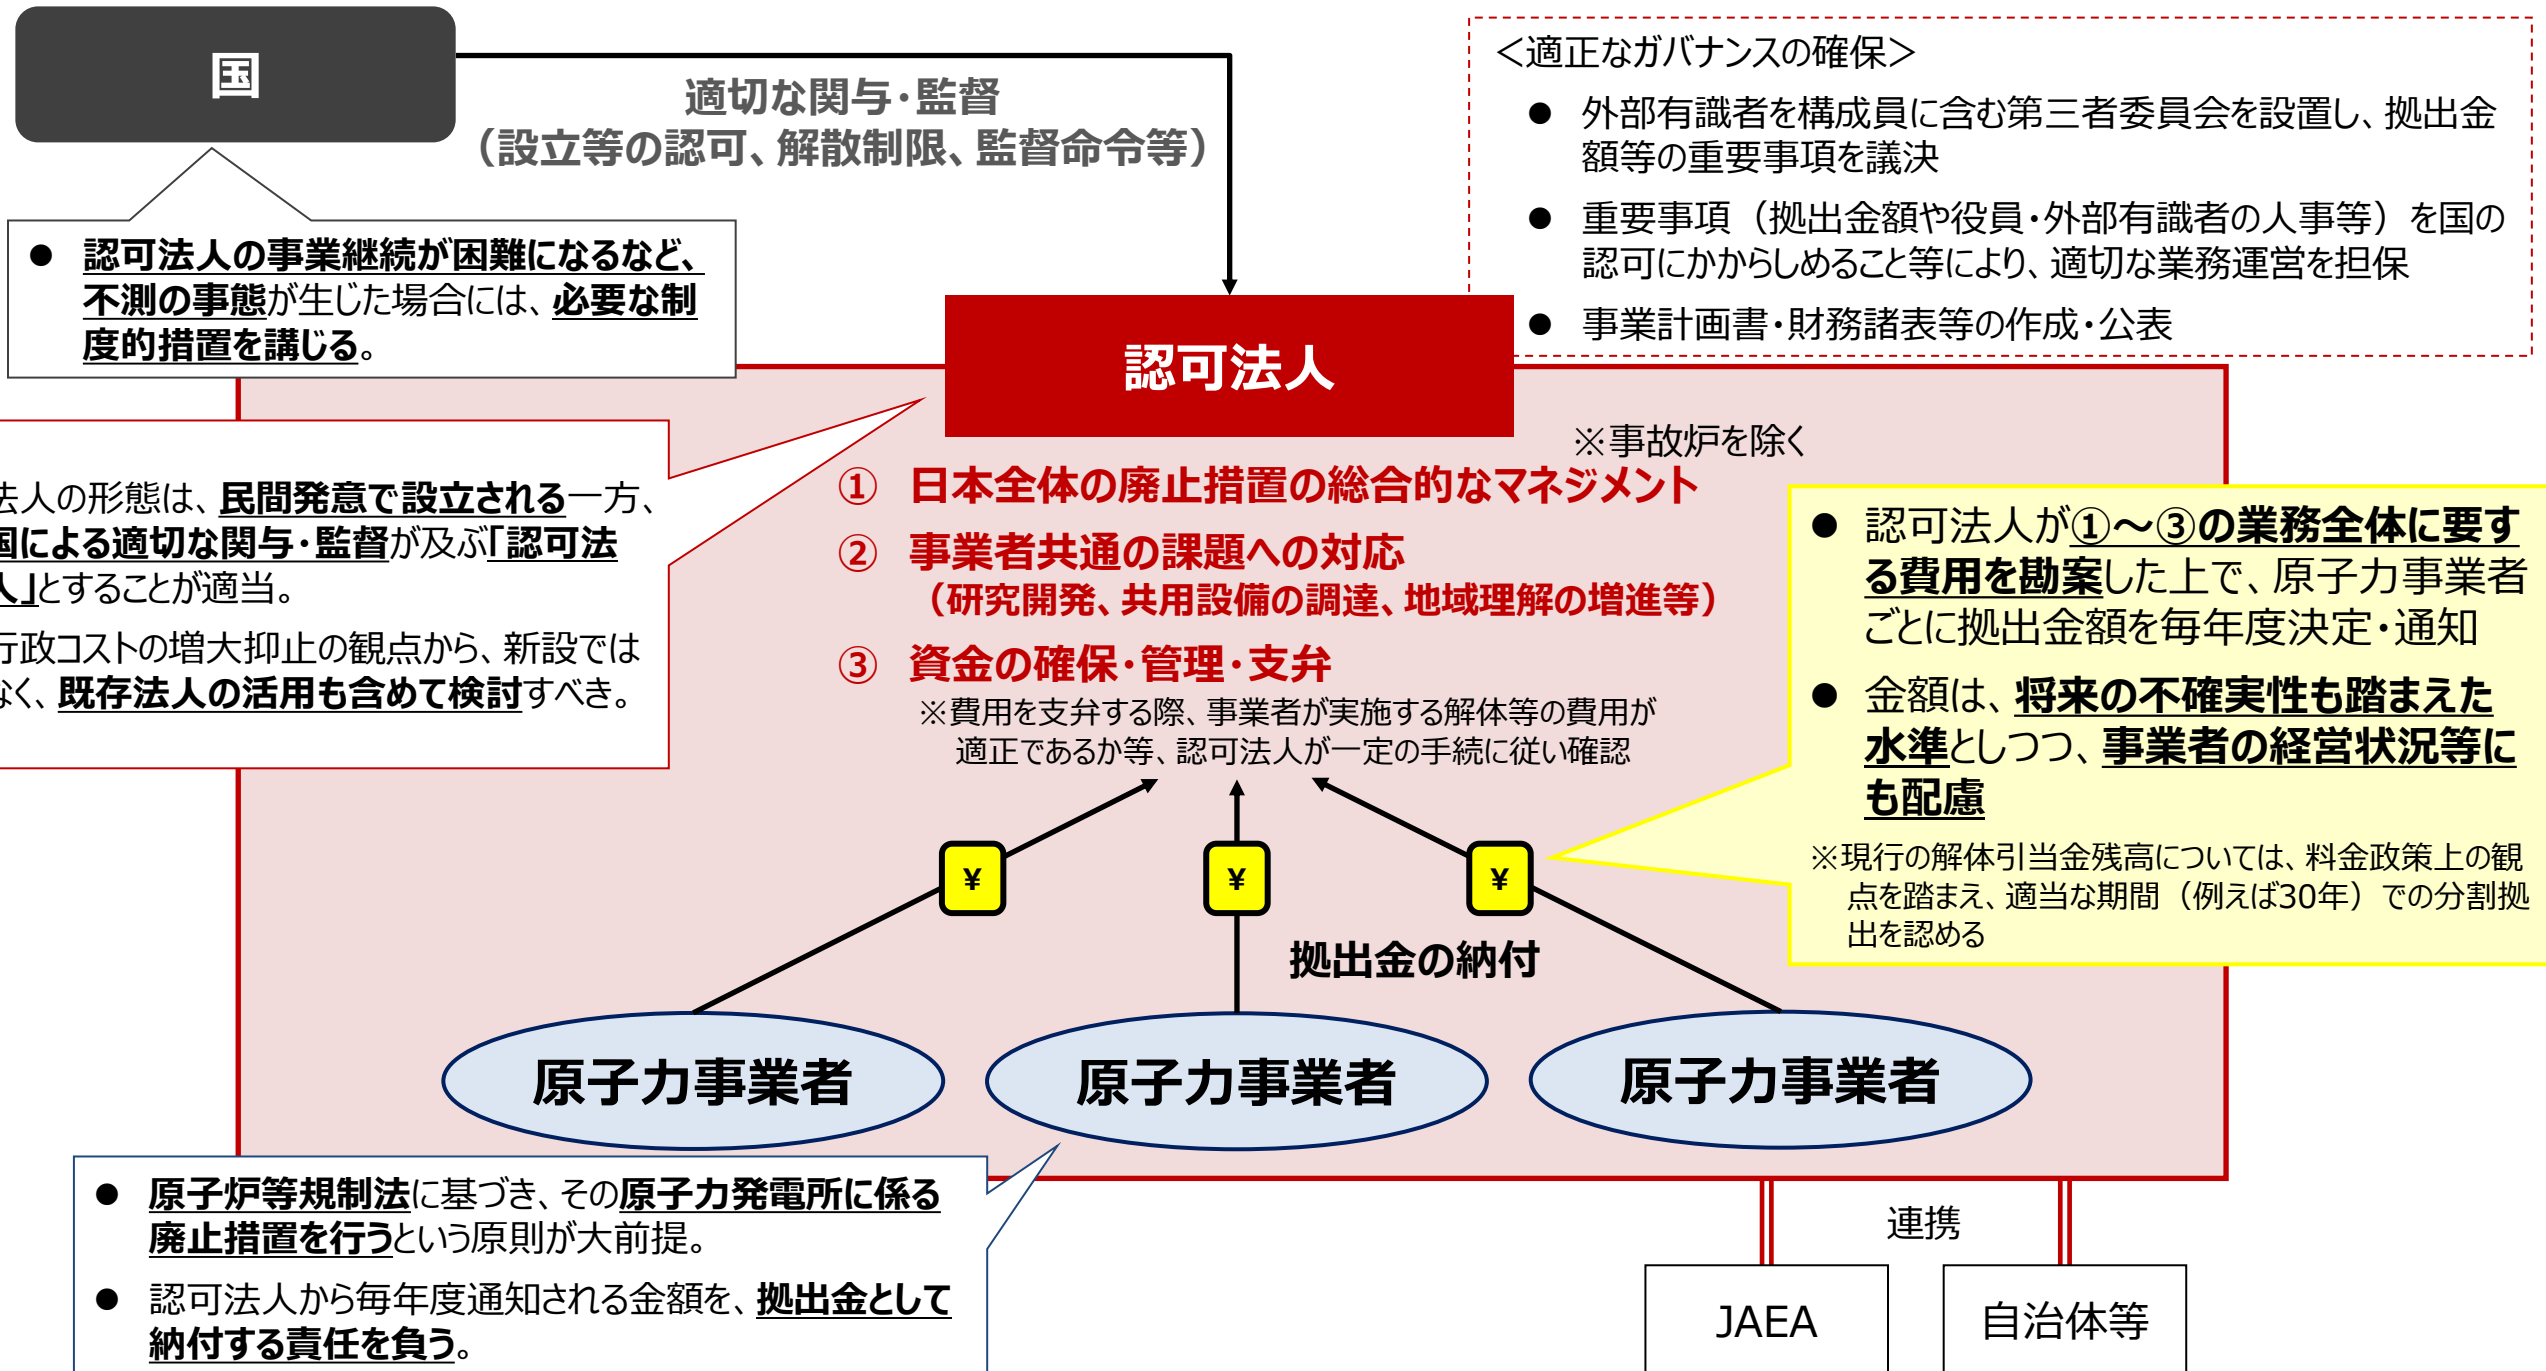 国
適切な関与・監督
（設立等の認可、解散制限、監督命令等）
＜適正なガバナンスの確保＞
● 外部有識者を構成員に含む第三者委員会を設置し、拠出金
額等の重要事項を議決
● 重要事項（拠出金額や役員・外部有識者の人事等）を国の
認可にかからしめること等により、適切な業務運営を担保
● 事業計画書・財務諸表等の作成・公表
● 認可法人の事業継続が困難になるなど、
不測の事態が生じた場合には、必要な制
度的措置を講じる。
認可法人
※事故炉を除く
法人の形態は、民間発意で設立される一方、
国による適切な関与・監督が及ぶ「認可法
人」とすることが適当。
行政コストの増大抑止の観点から、新設では
なく、既存法人の活用も含めて検討すべき。
① 日本全体の廃止措置の総合的なマネジメント
② 事業者共通の課題への対応
（研究開発、共用設備の調達、地域理解の増進等）
③ 資金の確保・管理・支弁
※費用を支弁する際、事業者が実施する解体等の費用が
適正であるか等、認可法人が一定の手続に従い確認
● 認可法人が①～③の業務全体に要す
る費用を勘案した上で、原子力事業者
ごとに拠出金額を毎年度決定・通知
● 金額は、将来の不確実性も踏まえた
水準としつつ、事業者の経営状況等に
も配慮
※現行の解体引当金残高については、料金政策上の観
点を踏まえ、適当な期間（例えば30年）での分割拠
出を認める
¥
¥
¥
拠出金の納付
原子力事業者
原子力事業者
原子力事業者
● 原子炉等規制法に基づき、その原子力発電所に係る
廃止措置を行うという原則が大前提。
● 認可法人から毎年度通知される金額を、拠出金として
納付する責任を負う。
連携
JAEA
自治体等